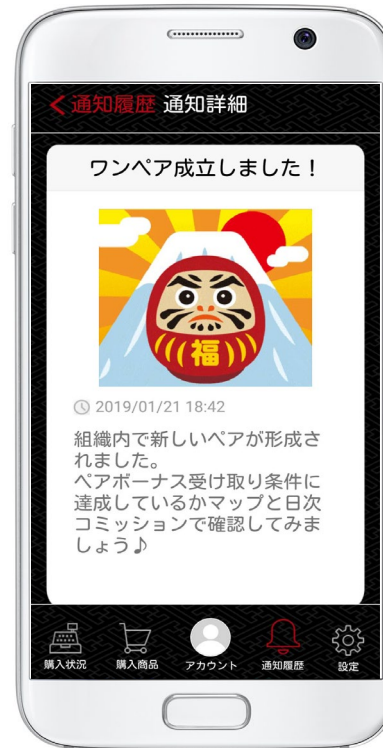 通知履歴 通知詳細
ワンペア成立しました！
福
2019/01/21 18:42
組織内で新しいペアが形成さ
れました。
ペアボーナス受け取り条件に
達成しているかマップと日次
コミッションで確認してみま
しょう♪
購入状況 購入商品 アカウント 通知履歴 設定